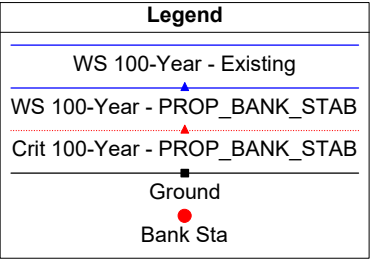 Legend
WS 100-Year - Existing
WS 100-Year - PROP_BANK_STAB
Crit 100-Year - PROP_BANK_STAB
Ground
Bank Sta